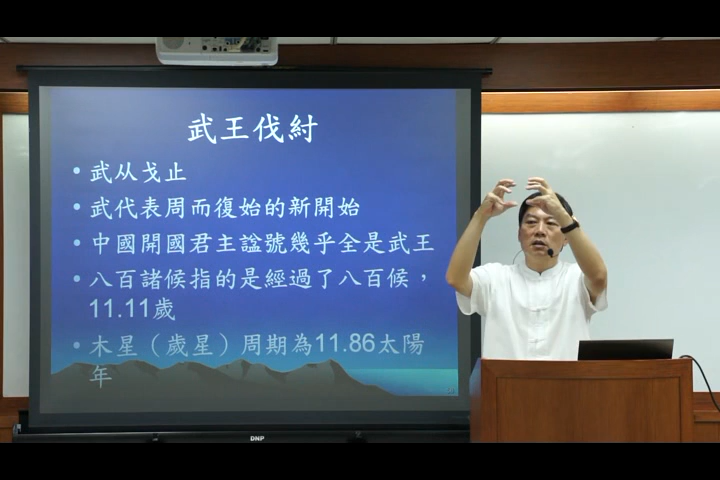 武王伐紂
• 武从戈止
• 武代表周而復始的新開始
• 中國開國君主諡號幾乎全是武王
• 八百諸候指的是經過了八百候，
11.11歲
• 木星（歲星）周期為11.86太陽
年
DNP